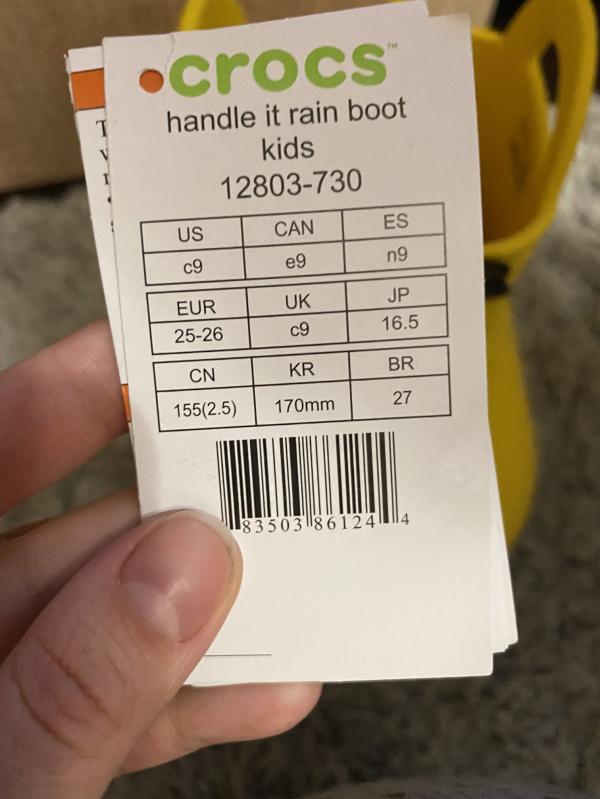 crocs™
handle it rain boot
kids
12803-730
US CAN ES
c9 e9 n9
EUR UK JP
25-26 c9 16.5
CN KR BR
155(2.5) 170mm 27
83503 86124 4